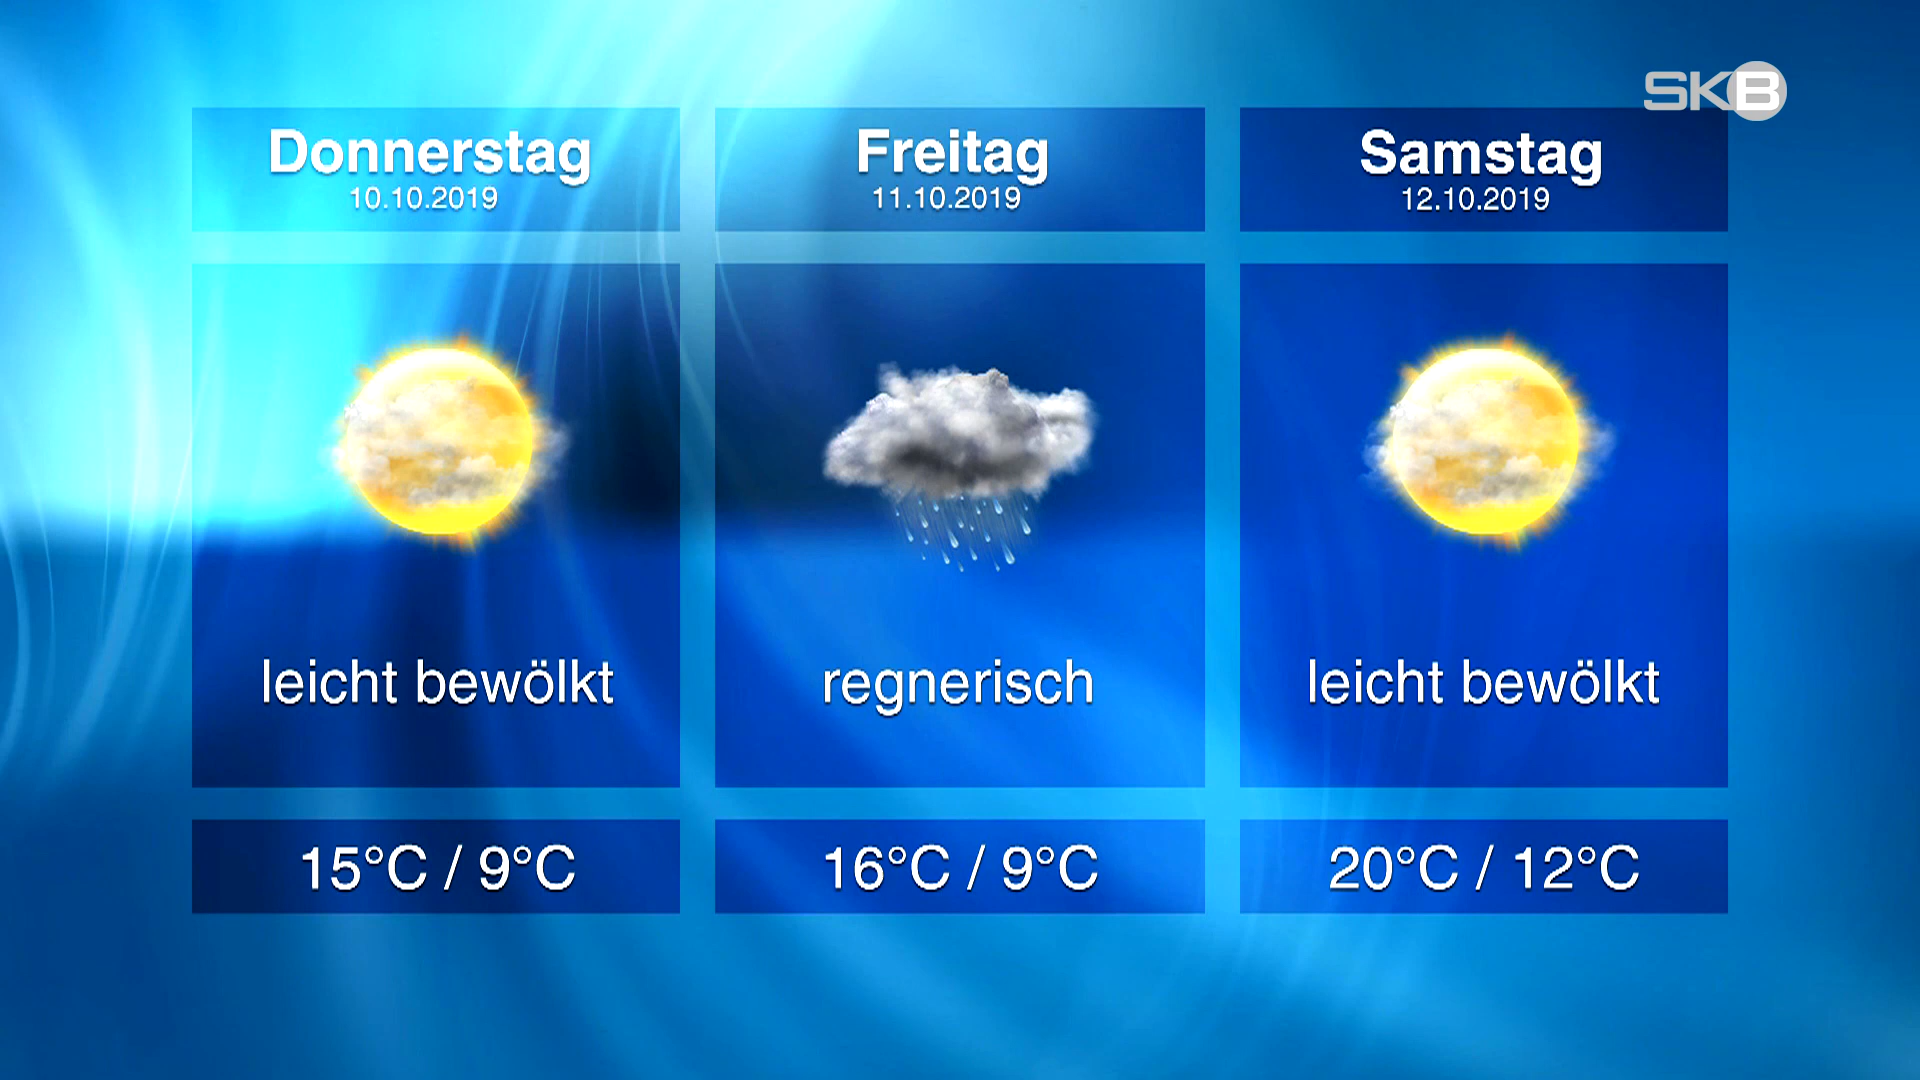 SKB
Donnerstag
10.10.2019
leicht bewölkt
15°C / 9°C
Freitag
11.10.2019
regnerisch
16°C / 9°C
Samstag
12.10.2019
leicht bewölkt
20°C / 12°C